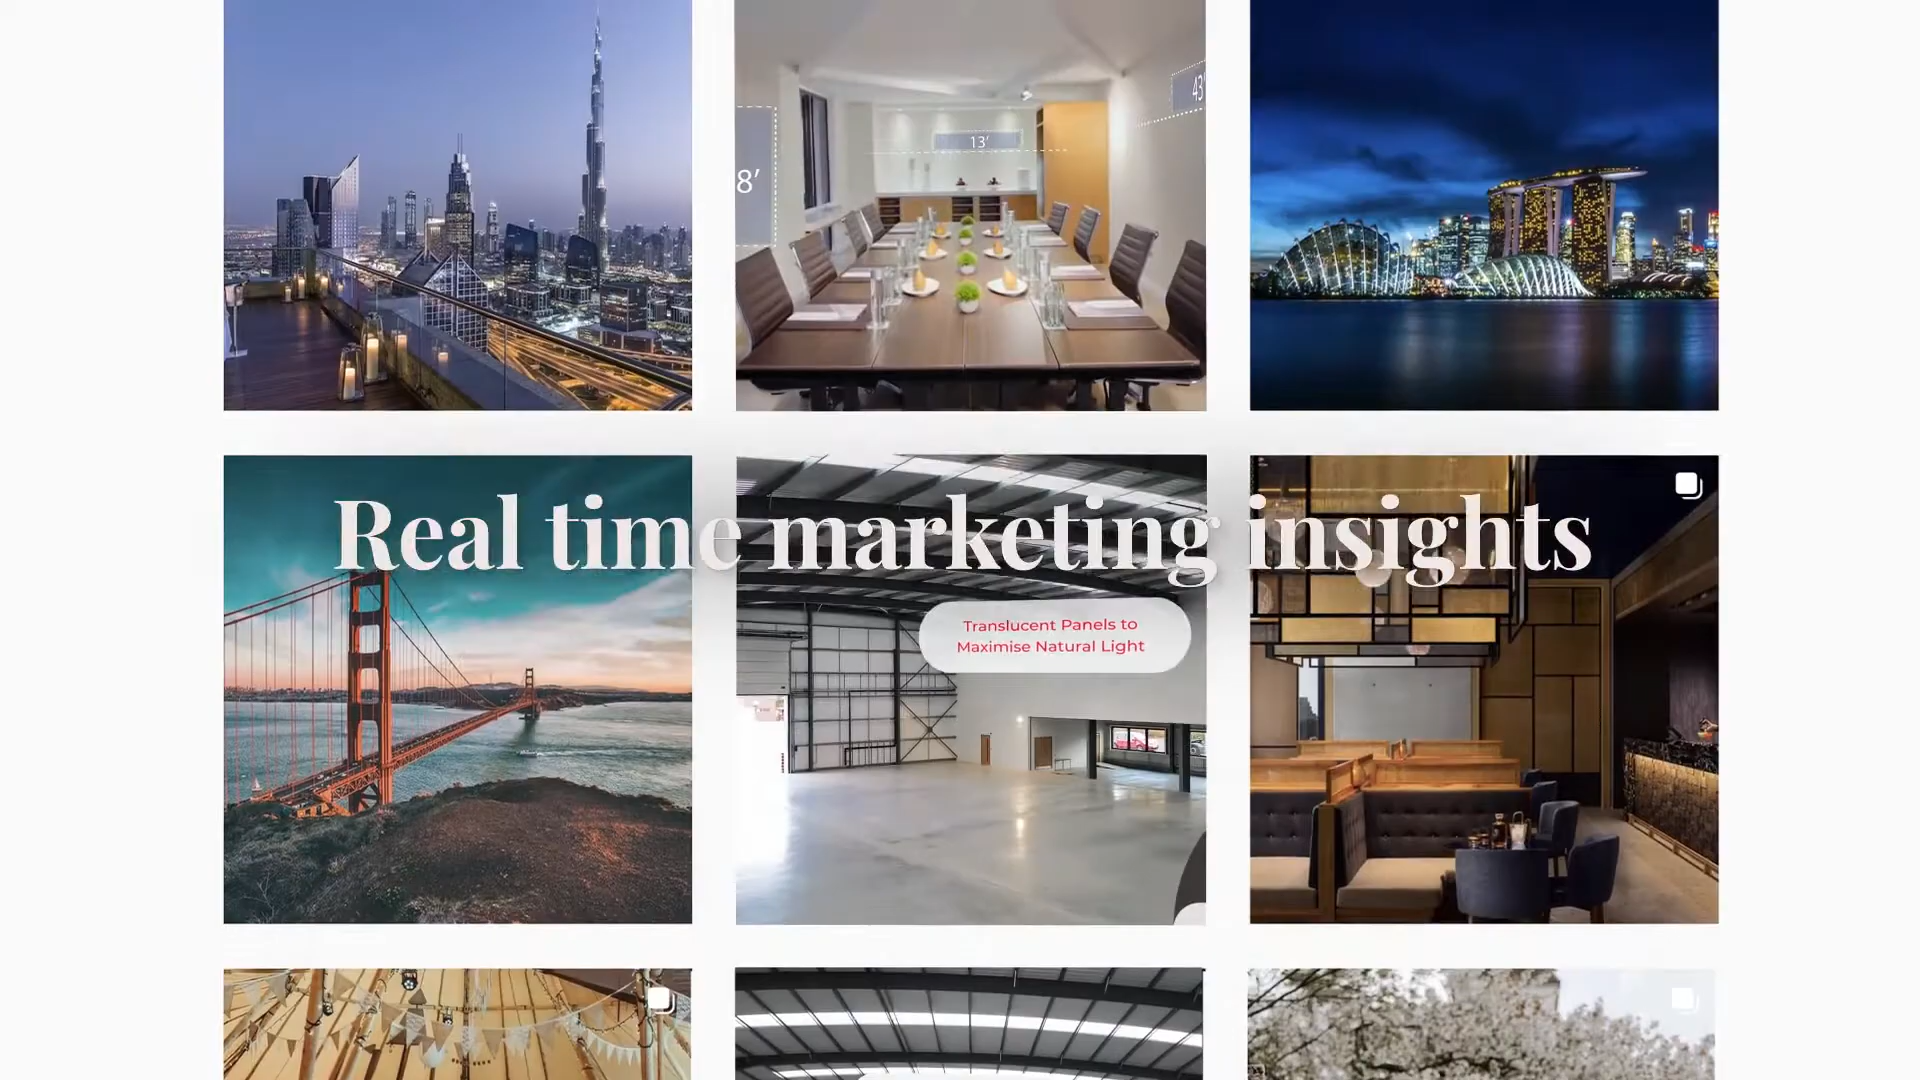 13'
43'
8'
Real time marketing insights
Translucent Panels to
Maximise Natural Light